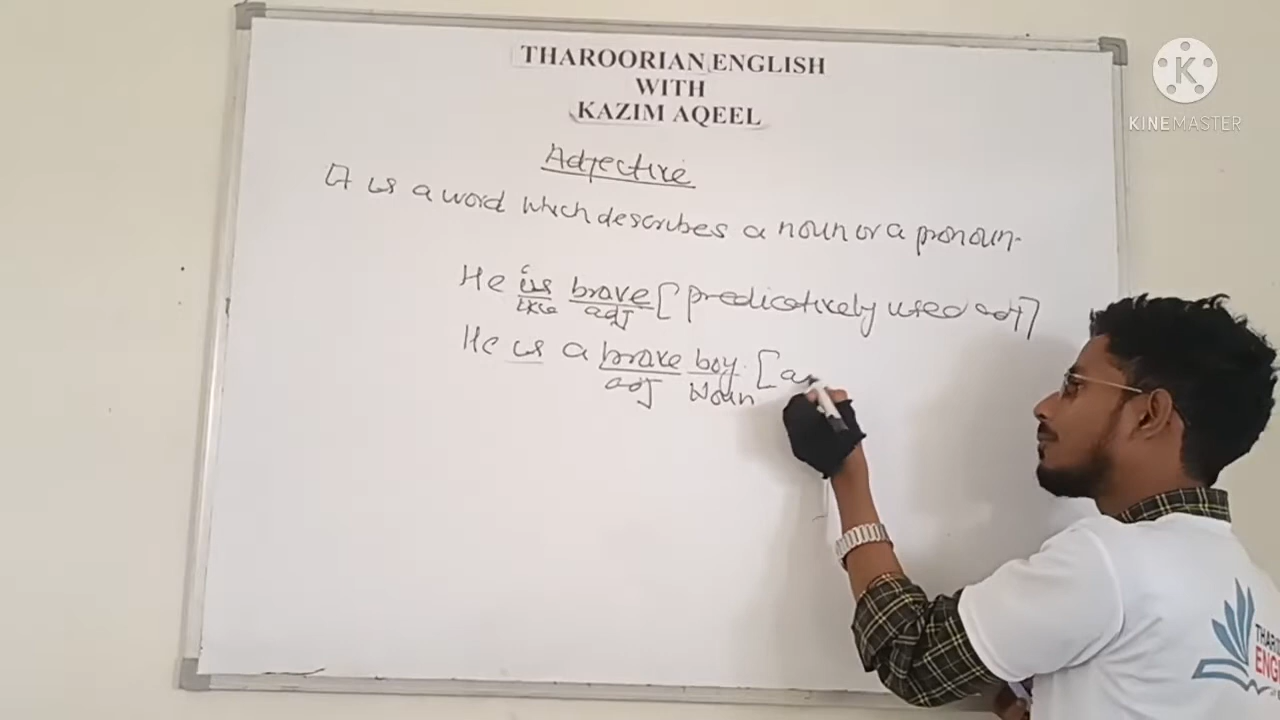 THAROORIAN ENGLISH
WITH
KAZIM AQEEL
KINEMASTER
Adjective
It is a word which describes a noun or a pronoun.
He is brave [predicatively used adj]
adj
He is a brave boy. [a
adj Noun
ENG